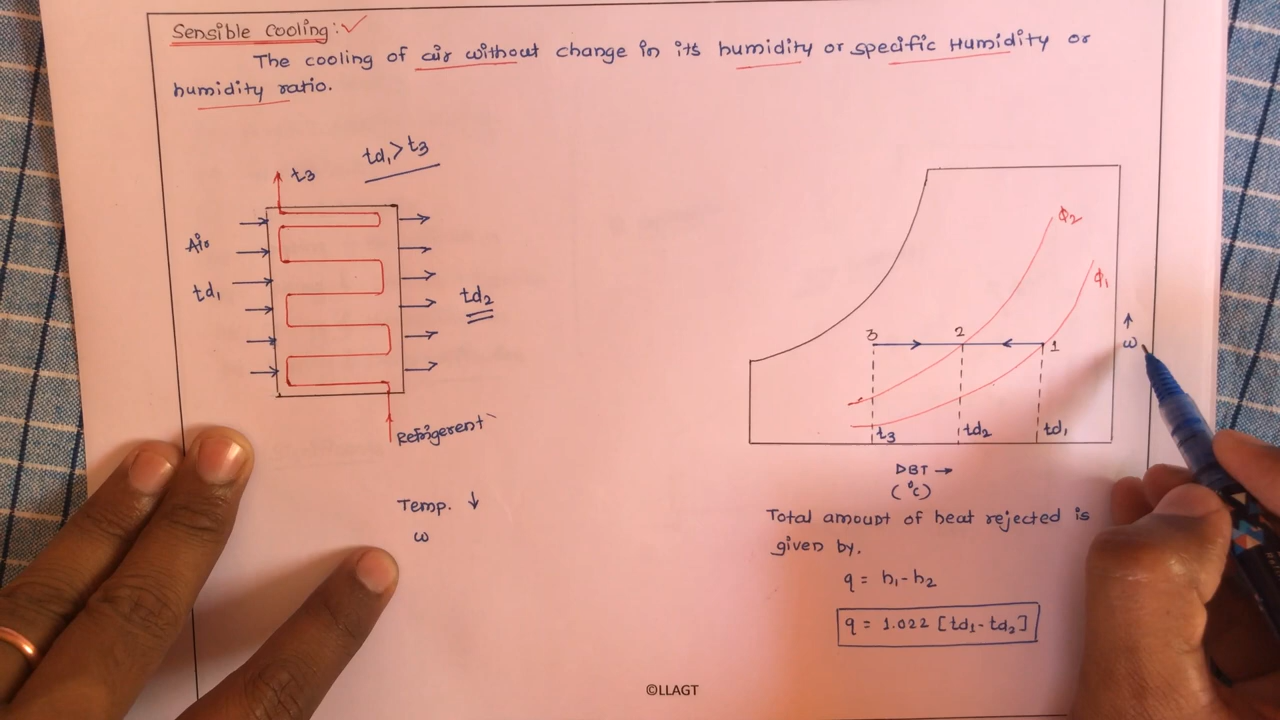 Sensible Cooling:✓
The cooling of air without change in its humidity or specific Humidity or
humidity ratio.
td₁ > t₃
t₃
Air
td₁
td₂
Refrigerent
Temp. ↓
ω
ϕ₂
ϕ₁
3 2 1
ω
t₃ td₂ td₁
DBT →
(°C)
Total amount of heat rejected is
given by.
q = h₁-h₂
q = 1.022 [td₁-td₂]
©LLAGT